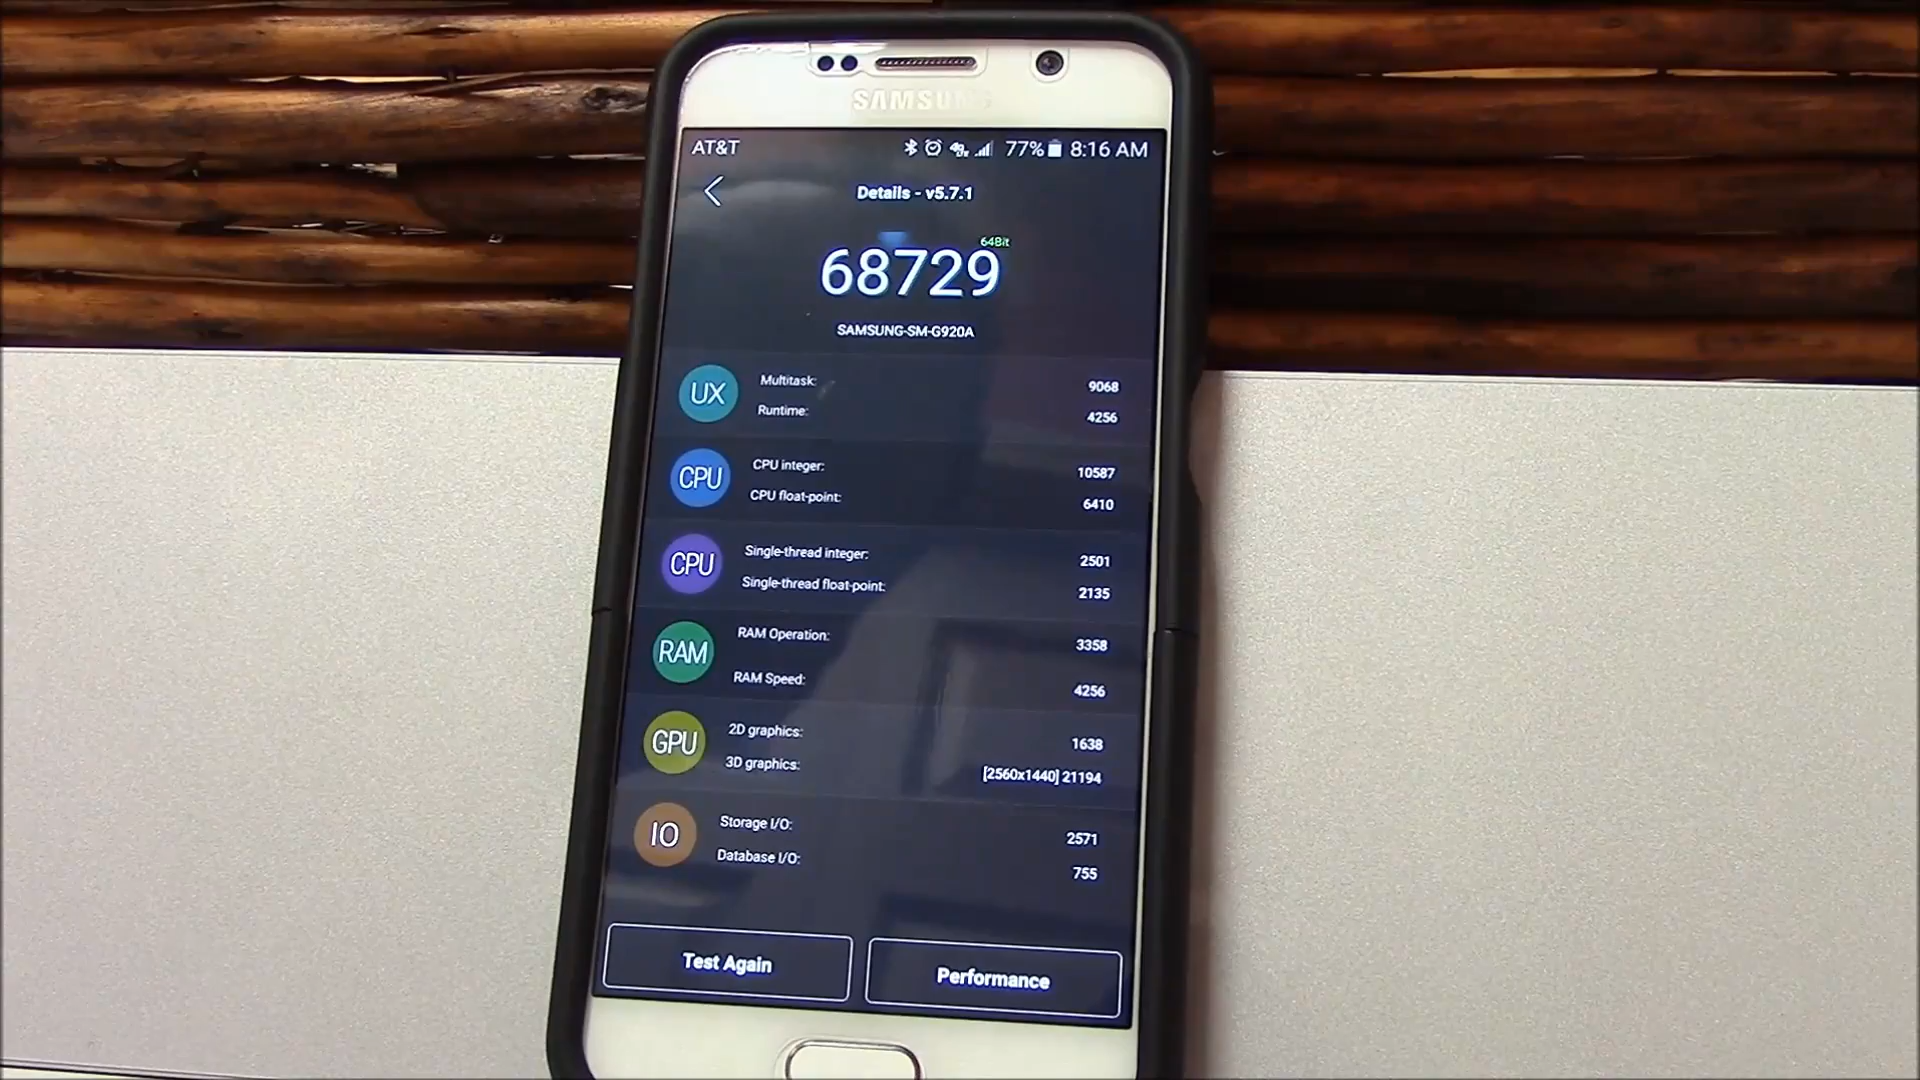 SAMSUNG
AT&T 4G LTE 77% 8:16 AM
Details - v5.7.1
64Bit
68729
SAMSUNG-SM-G920A
UX
Multitask: 9068
Runtime: 4256
CPU
CPU integer: 10587
CPU float-point: 6410
CPU
Single-thread integer: 2501
Single-thread float-point: 2135
RAM
RAM Operation: 3358
RAM Speed: 4256
GPU
2D graphics: 1638
3D graphics: [2560x1440] 21194
IO
Storage I/O: 2571
Database I/O: 755
Test Again Performance